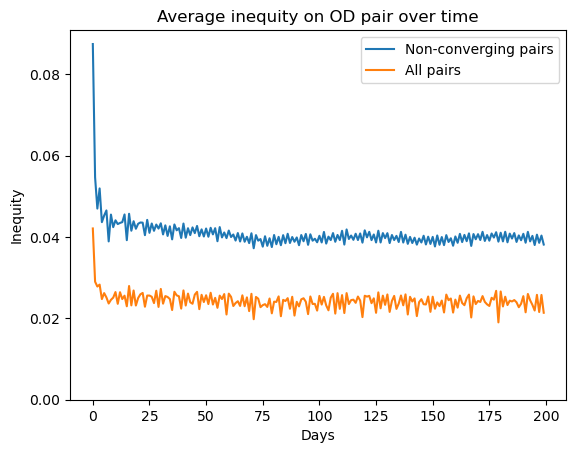 Average inequity on OD pair over time
Non-converging pairs
All pairs
Inequity
0.08
0.06
0.04
0.02
0.00
0 25 50 75 100 125 150 175 200
Days